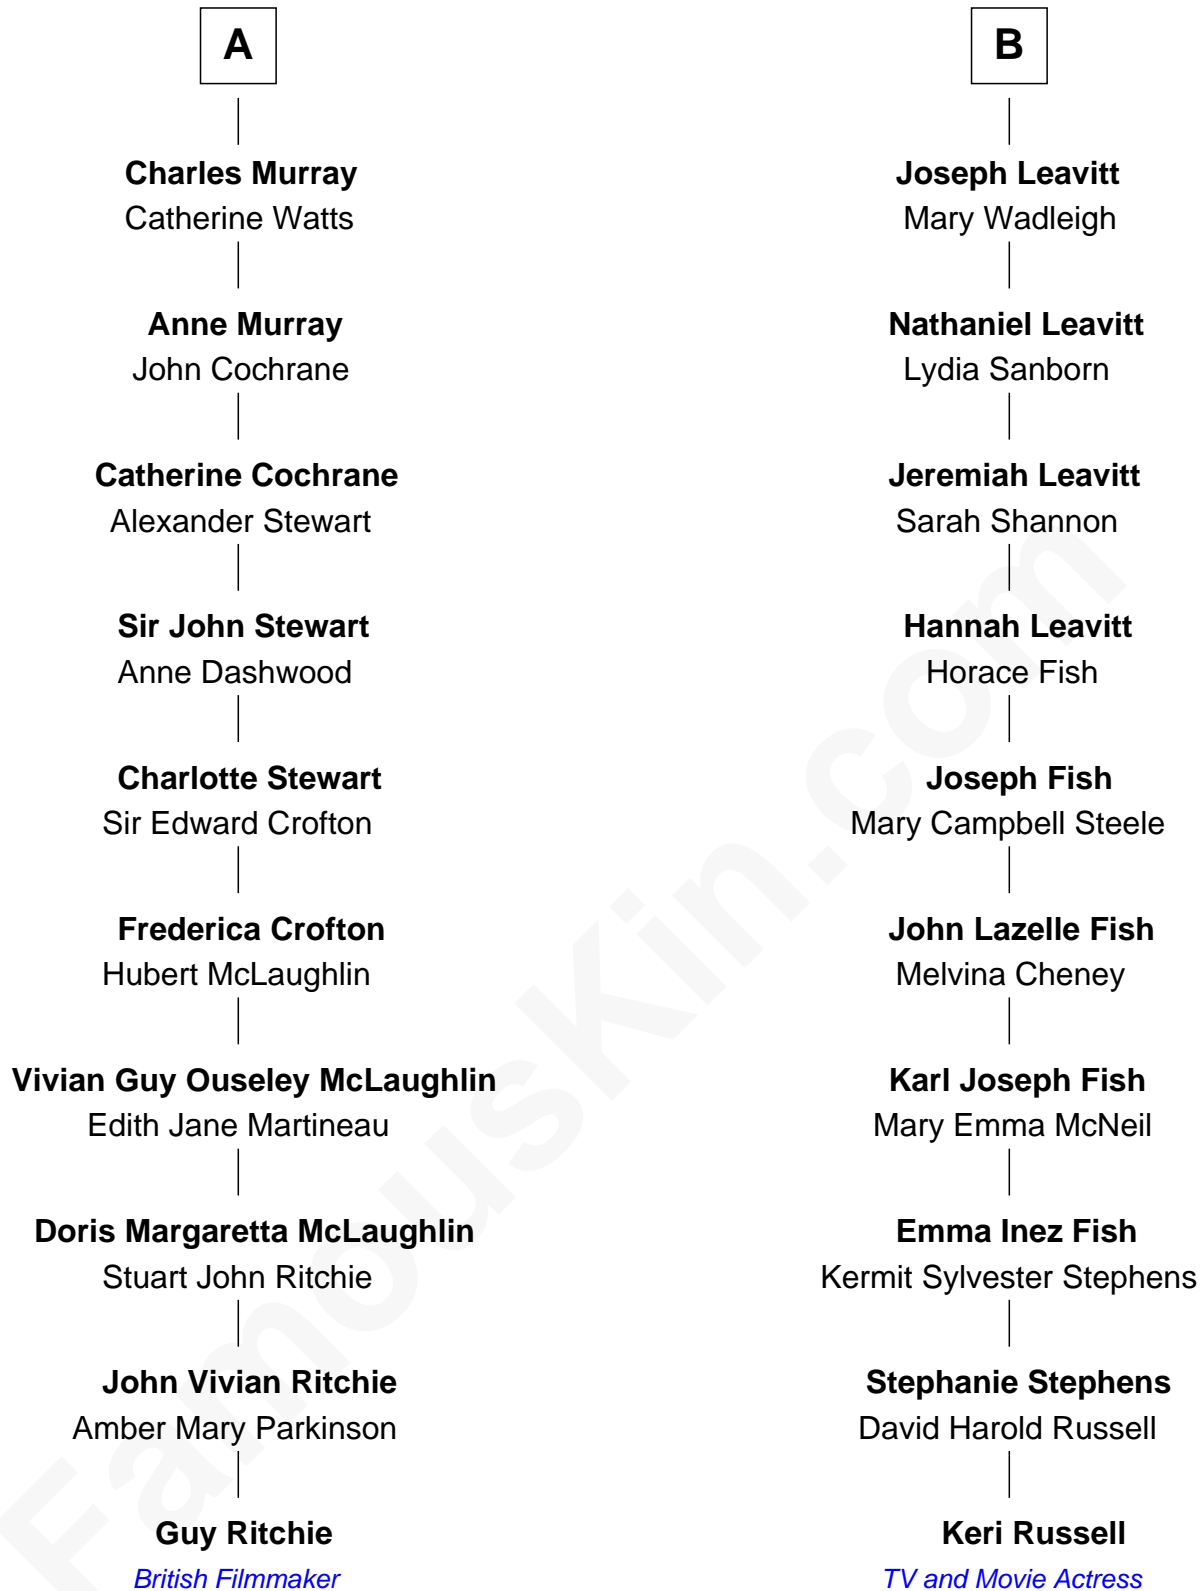 A
Charles Murray
Catherine Watts
Anne Murray
John Cochrane
Catherine Cochrane
Alexander Stewart
Sir John Stewart
Anne Dashwood
Charlotte Stewart
Sir Edward Crofton
Frederica Crofton
Hubert McLaughlin
Vivian Guy Ouseley McLaughlin
Edith Jane Martineau
Doris Margaretta McLaughlin
Stuart John Ritchie
John Vivian Ritchie
Amber Mary Parkinson
Guy Ritchie
British Filmmaker
B
Joseph Leavitt
Mary Wadleigh
Nathaniel Leavitt
Lydia Sanborn
Jeremiah Leavitt
Sarah Shannon
Hannah Leavitt
Horace Fish
Joseph Fish
Mary Campbell Steele
John Lazelle Fish
Melvina Cheney
Karl Joseph Fish
Mary Emma McNeil
Emma Inez Fish
Kermit Sylvester Stephens
Stephanie Stephens
David Harold Russell
Keri Russell
TV and Movie Actress
FamousKin.com